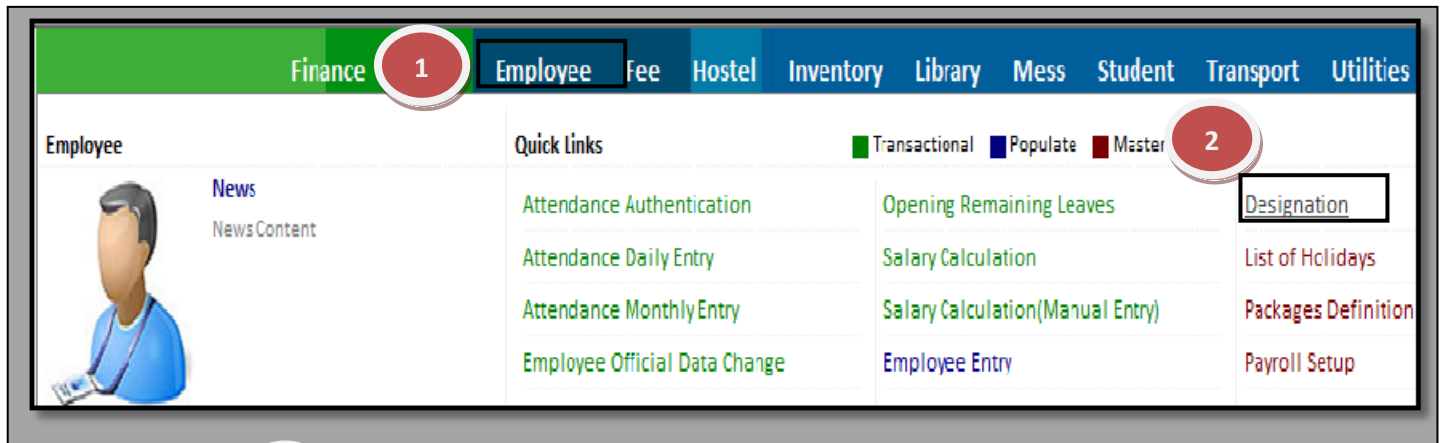 Finance 1 Employee Fee Hostel Inventory Library Mess Student Transport Utilities
Employee
Quick Links
Transactional Populate Master 2
News
News Content
Attendance Authentication Opening Remaining Leaves Designation
Attendance Daily Entry Salary Calculation List of Holidays
Attendance Monthly Entry Salary Calculation(Manual Entry) Packages Definition
Employee Official Data Change Employee Entry Payroll Setup